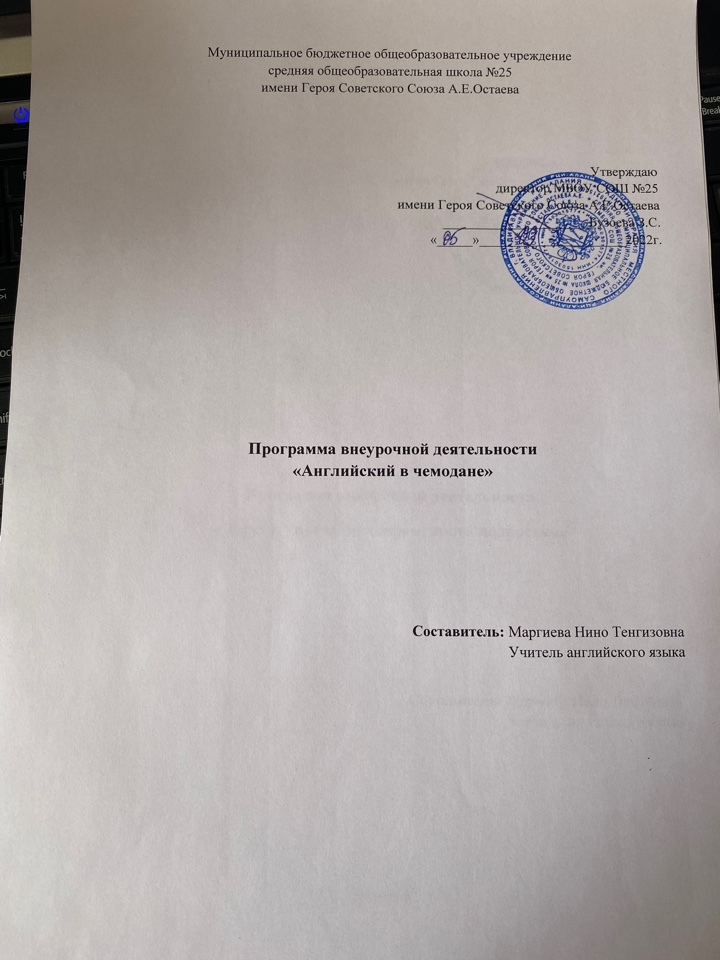 Муниципальное бюджетное общеобразовательное учреждение
средняя общеобразовательная школа №25
имени Героя Советского Союза А.Е.Остаева
Утверждаю
директор МБОУ СОШ №25
имени Героя Советского Союза А.Е.Остаева
Бузоева З.С.
« 06 » 2022г.
Программа внеурочной деятельности
«Английский в чемодане»
Составитель: Маргиева Нино Тенгизовна
Учитель английского языка
Pause
Break